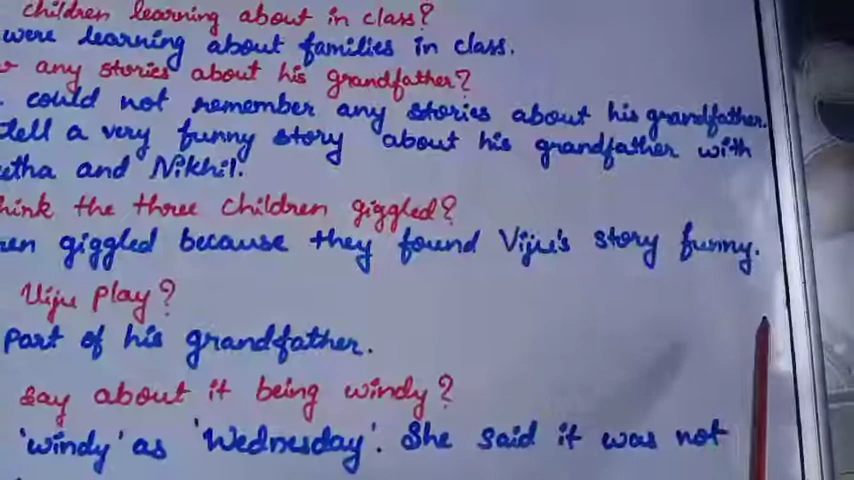 children learning about in class?
were learning about families in class.
any stories about his grandfather?
could not remember any stories about his grandfather.
tell a very funny story about his grandfather with
and Nikhil.
the three children giggled?
giggled because they found Viju's story funny.
Viju play?
part of his grandfather.
say about it being windy?
'windy' as 'Wednesday'. She said it was not